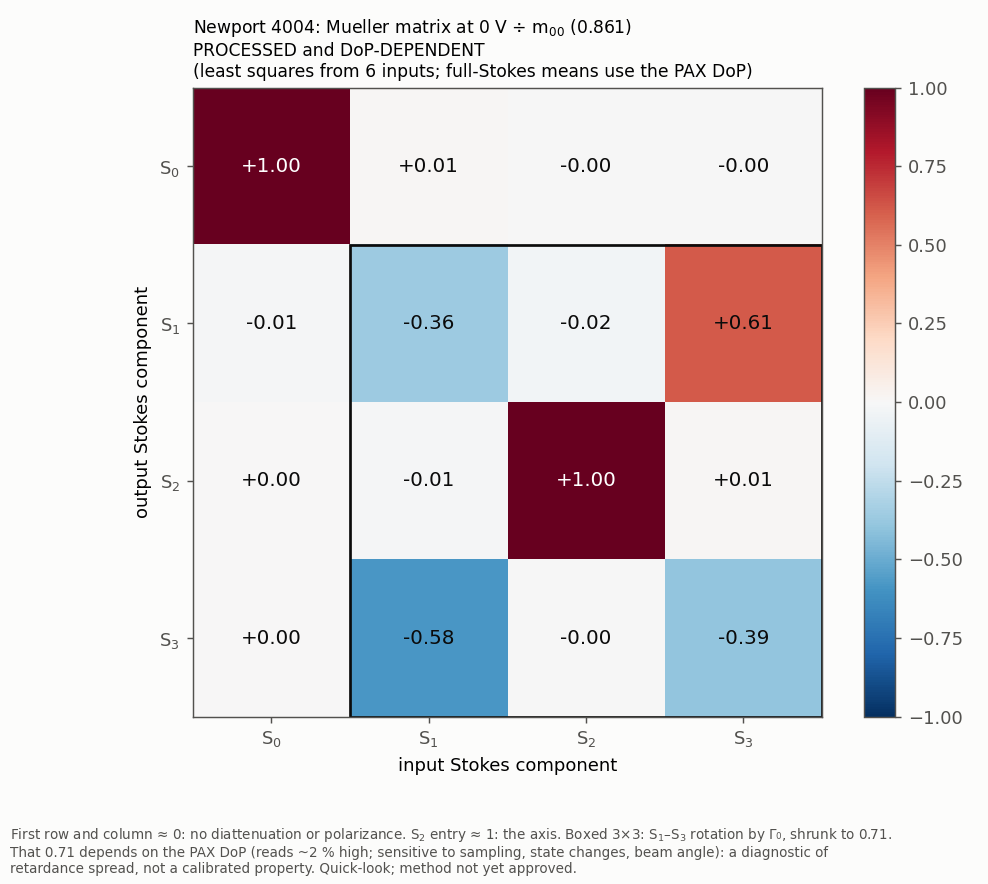 Newport 4004: Mueller matrix at 0 V ÷ m₀₀ (0.861)
PROCESSED and DoP-DEPENDENT
(least squares from 6 inputs; full-Stokes means use the PAX DoP)
S₀ +1.00 +0.01 -0.00 -0.00
S₁ -0.01 -0.36 -0.02 +0.61
S₂ +0.00 -0.01 +1.00 +0.01
S₃ +0.00 -0.58 -0.00 -0.39
S₀ S₁ S₂ S₃
input Stokes component
output Stokes component
1.00
0.75
0.50
0.25
0.00
−0.25
−0.50
−0.75
−1.00
First row and column ≈ 0: no diattenuation or polarizance. S₂ entry ≈ 1: the axis. Boxed 3×3: S₁–S₃ rotation by Γ₀, shrunk to 0.71.
That 0.71 depends on the PAX DoP (reads ~2 % high; sensitive to sampling, state changes, beam angle): a diagnostic of
retardance spread, not a calibrated property. Quick-look; method not yet approved.